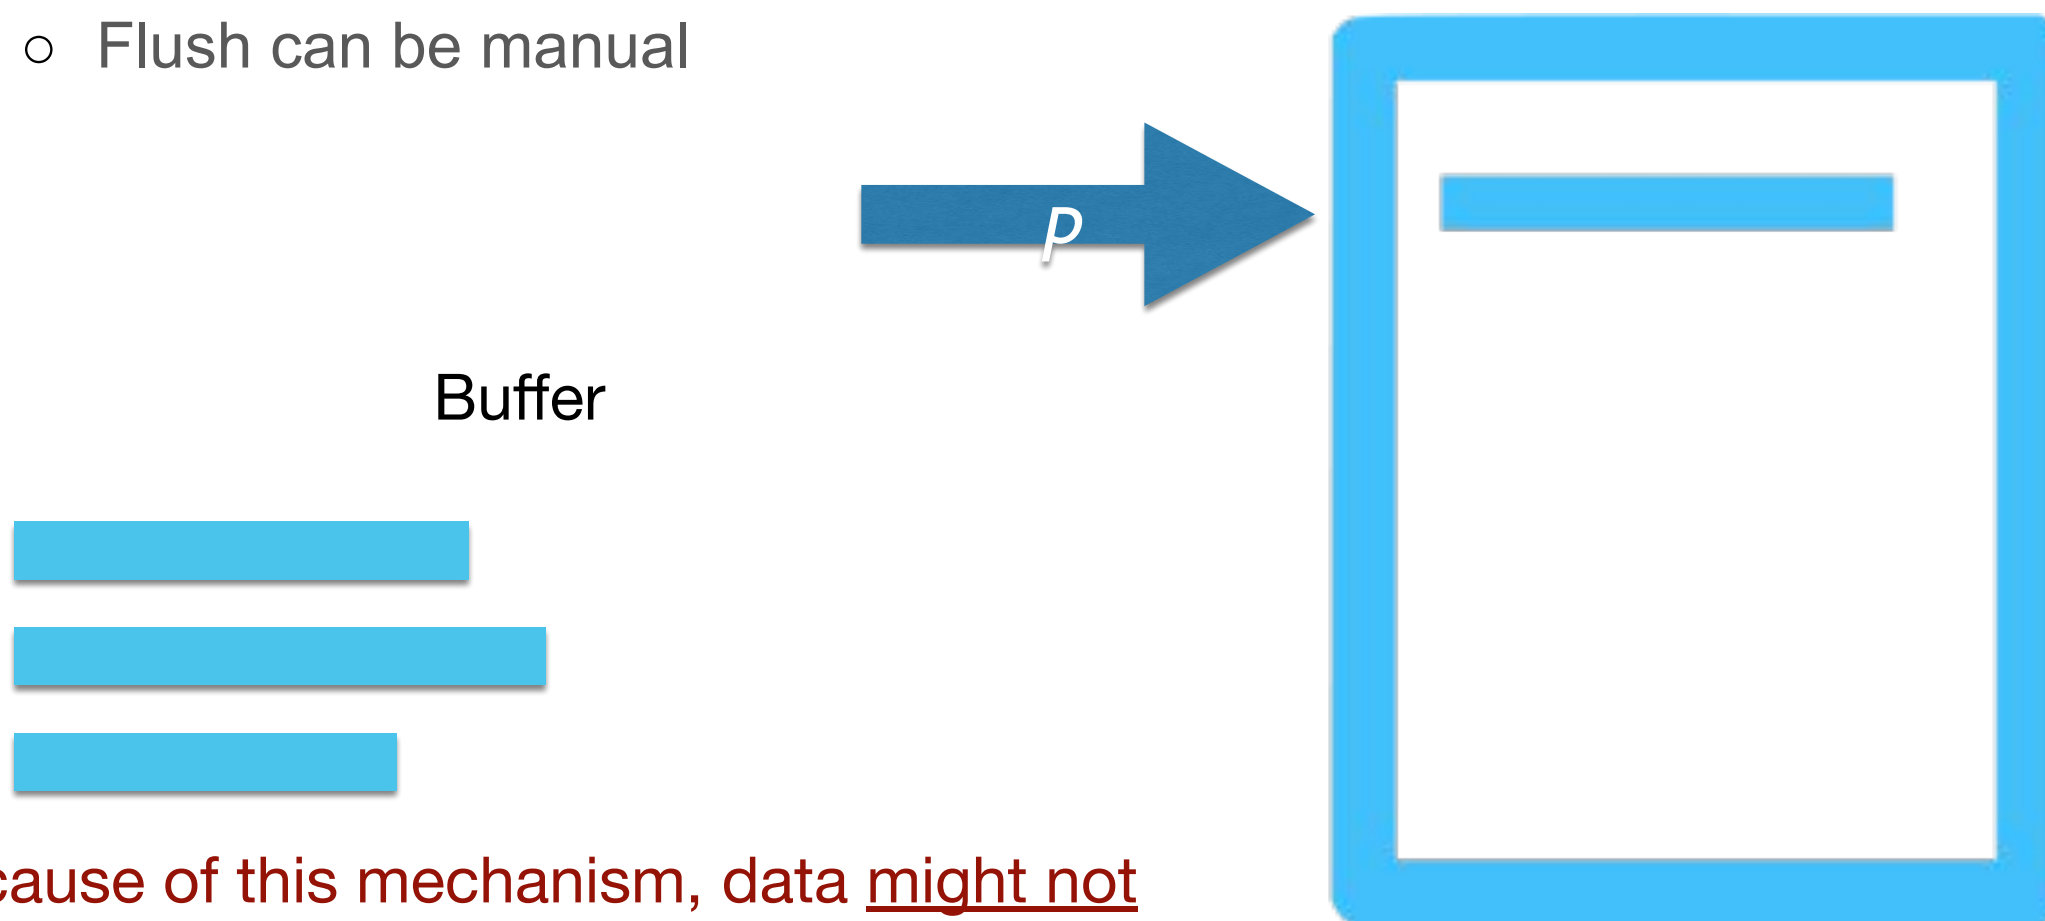 ○ Flush can be manual
p
Buffer
cause of this mechanism, data might not